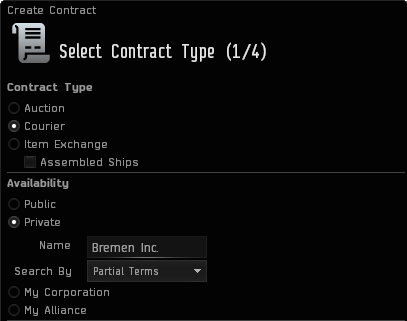 Create Contract
Select Contract Type (1/4)
Contract Type
Auction
Courier
Item Exchange
Assembled Ships
Availability
Public
Private
Name Bremen Inc.
Search By Partial Terms
My Corporation
My Alliance